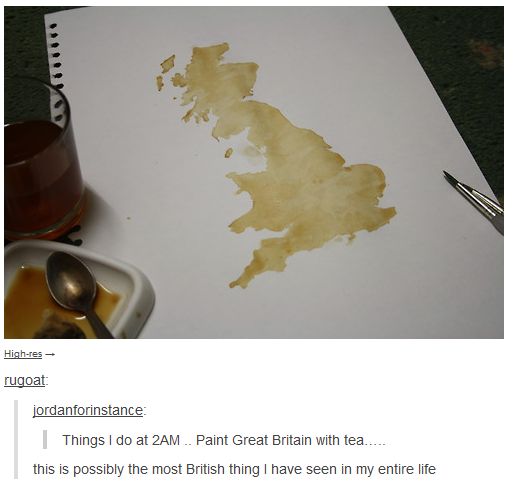 High-res →
rugoat:
jordanforinstance:
Things I do at 2AM .. Paint Great Britain with tea.....
this is possibly the most British thing I have seen in my entire life